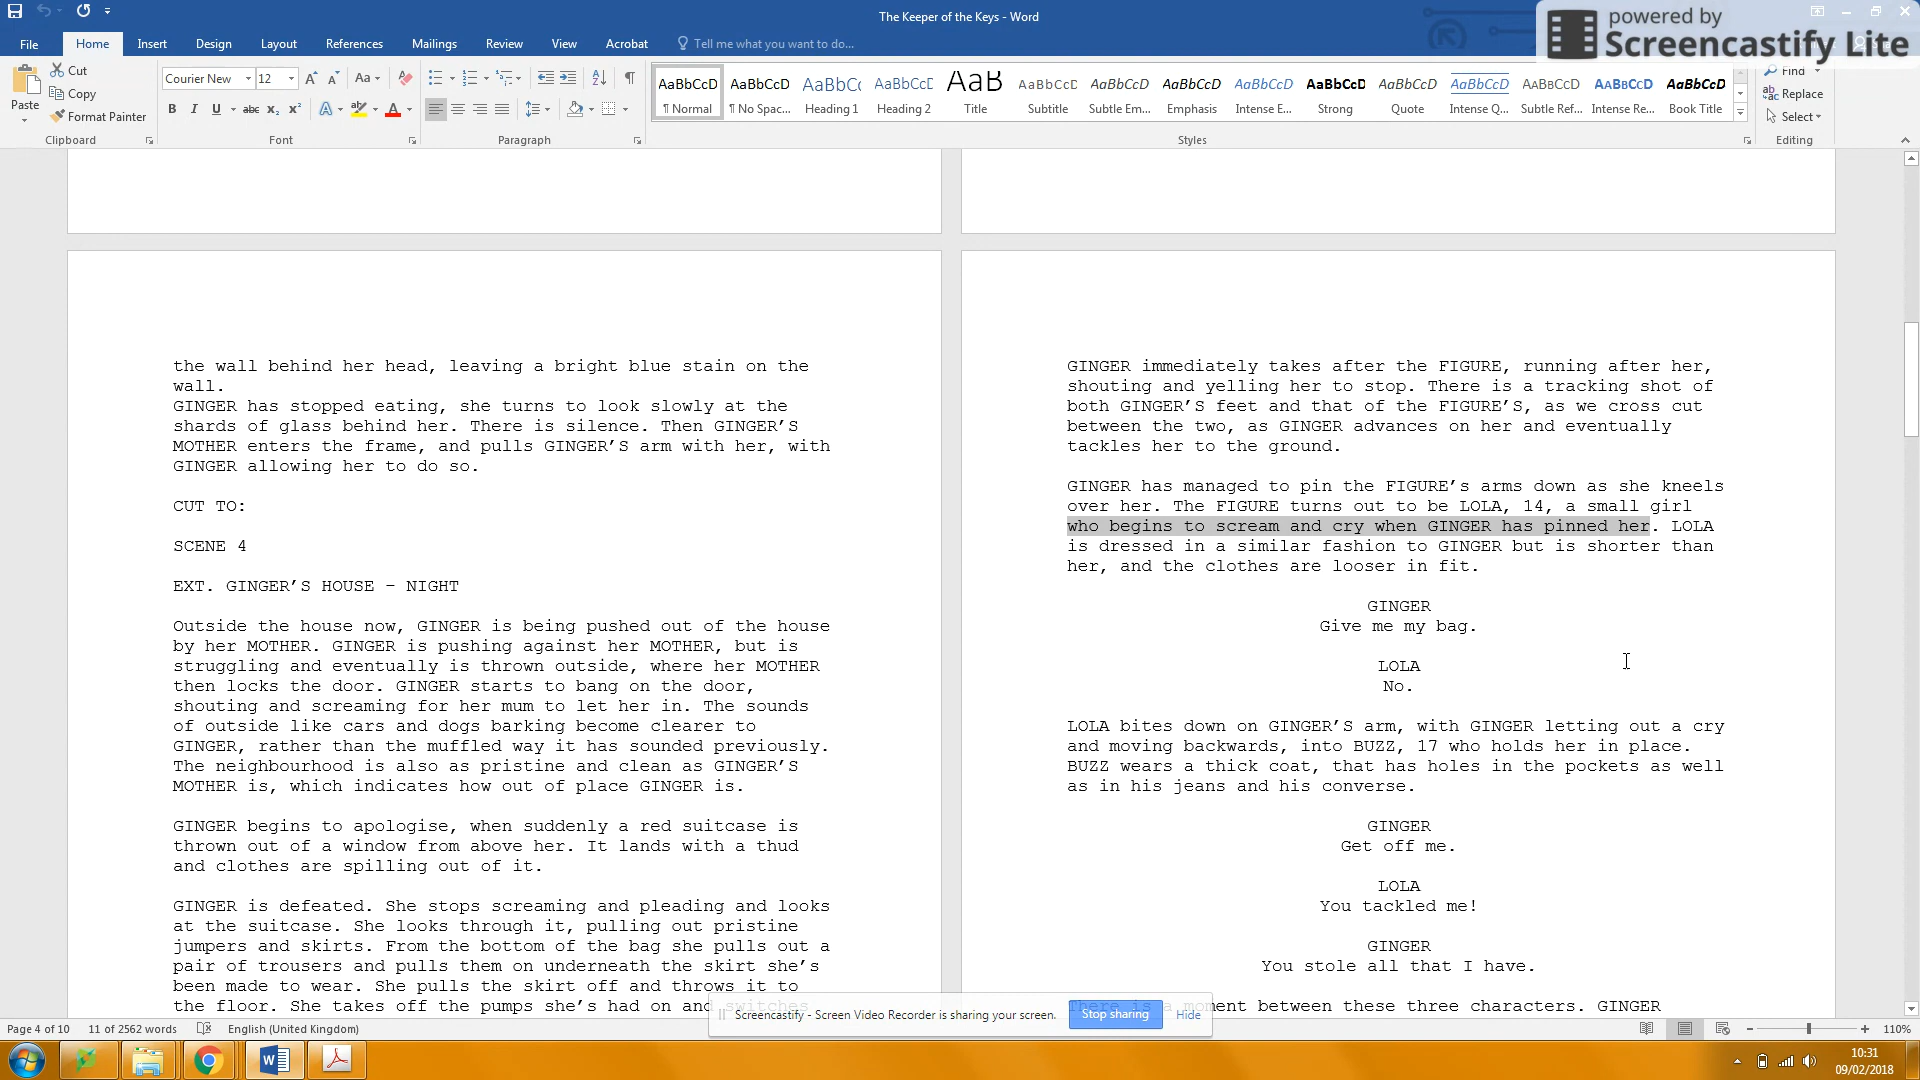 The Keeper of the Keys - Word
powered by
Screencastify Lite
File Home Insert Design Layout References Mailings Review View Acrobat Tell me what you want to do...
Paste
Cut
Copy
Format Painter
Clipboard
Courier New 12
Font
Paragraph
AaBbCcD AaBbCcD AaBbCc AaBbCcD AaB AaBbCcD AaBbCcD AaBbCcD AaBbCcD AaBbCcD AaBbCcD AaBbCcD AaBbCcD AaBbCcD AaBbCcD
¶ Normal ¶ No Spac... Heading 1 Heading 2 Title Subtitle Subtle Em... Emphasis Intense E... Strong Quote Intense Q... Subtle Ref... Intense Re... Book Title
Styles
Find
Replace
Select
Editing
the wall behind her head, leaving a bright blue stain on the
wall.
GINGER has stopped eating, she turns to look slowly at the
shards of glass behind her. There is silence. Then GINGER’S
MOTHER enters the frame, and pulls GINGER’S arm with her, with
GINGER allowing her to do so.
CUT TO:
SCENE 4
EXT. GINGER’S HOUSE – NIGHT
Outside the house now, GINGER is being pushed out of the house
by her MOTHER. GINGER is pushing against her MOTHER, but is
struggling and eventually is thrown outside, where her MOTHER
then locks the door. GINGER starts to bang on the door,
shouting and screaming for her mum to let her in. The sounds
of outside like cars and dogs barking become clearer to
GINGER, rather than the muffled way it has sounded previously.
The neighbourhood is also as pristine and clean as GINGER’S
MOTHER is, which indicates how out of place GINGER is.
GINGER begins to apologise, when suddenly a red suitcase is
thrown out of a window from above her. It lands with a thud
and clothes are spilling out of it.
GINGER is defeated. She stops screaming and pleading and looks
at the suitcase. She looks through it, pulling out pristine
jumpers and skirts. From the bottom of the bag she pulls out a
pair of trousers and pulls them on underneath the skirt she’s
been made to wear. She pulls the skirt off and throws it to
the floor. She takes off the pumps she’s had on and switches
GINGER immediately takes after the FIGURE, running after her,
shouting and yelling her to stop. There is a tracking shot of
both GINGER’S feet and that of the FIGURE’S, as we cross cut
between the two, as GINGER advances on her and eventually
tackles her to the ground.
GINGER has managed to pin the FIGURE’s arms down as she kneels
over her. The FIGURE turns out to be LOLA, 14, a small girl
who begins to scream and cry when GINGER has pinned her. LOLA
is dressed in a similar fashion to GINGER but is shorter than
her, and the clothes are looser in fit.
GINGER
Give me my bag.
LOLA
No.
LOLA bites down on GINGER’S arm, with GINGER letting out a cry
and moving backwards, into BUZZ, 17 who holds her in place.
BUZZ wears a thick coat, that has holes in the pockets as well
as in his jeans and his converse.
GINGER
Get off me.
LOLA
You tackled me!
GINGER
You stole all that I have.
There is a moment between these three characters. GINGER
Screencastify - Screen Video Recorder is sharing your screen. Stop sharing Hide
Page 4 of 10 11 of 2562 words English (United Kingdom) 110%
10:31
09/02/2018